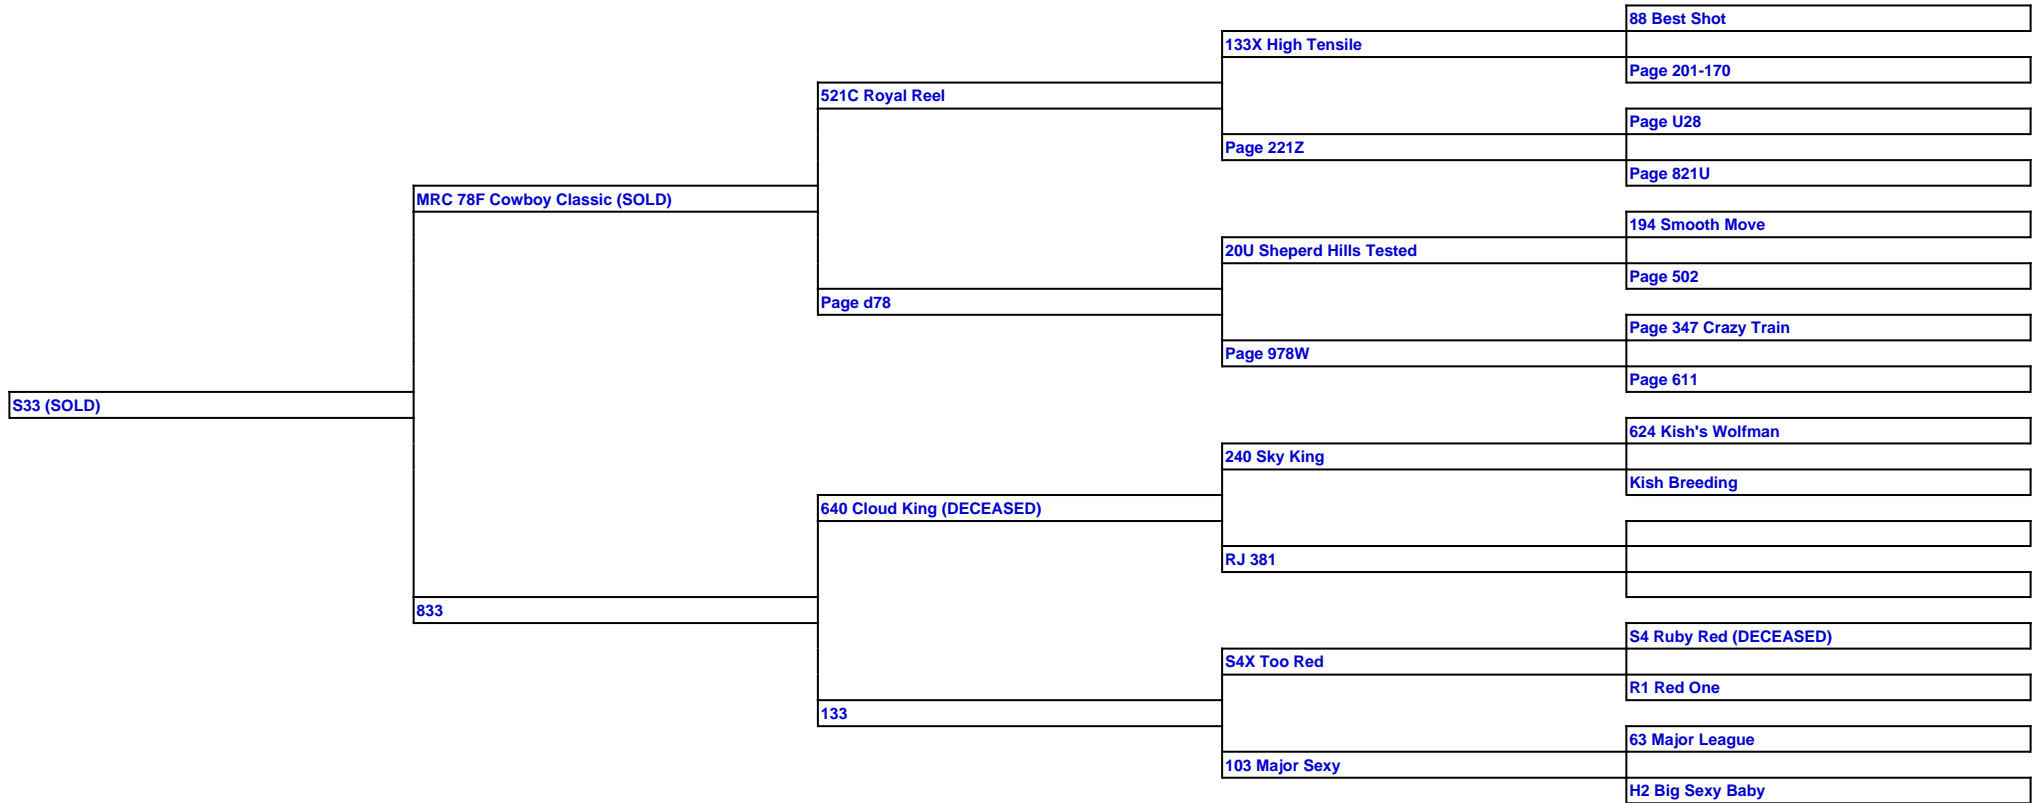 88 Best Shot
133X High Tensile
Page 201-170
521C Royal Reel
Page U28
Page 221Z
Page 821U
MRC 78F Cowboy Classic (SOLD)
194 Smooth Move
20U Sheperd Hills Tested
Page 502
Page d78
Page 347 Crazy Train
Page 978W
Page 611
S33 (SOLD)
624 Kish's Wolfman
240 Sky King
Kish Breeding
640 Cloud King (DECEASED)
RJ 381
833
S4 Ruby Red (DECEASED)
S4X Too Red
R1 Red One
133
63 Major League
103 Major Sexy
H2 Big Sexy Baby